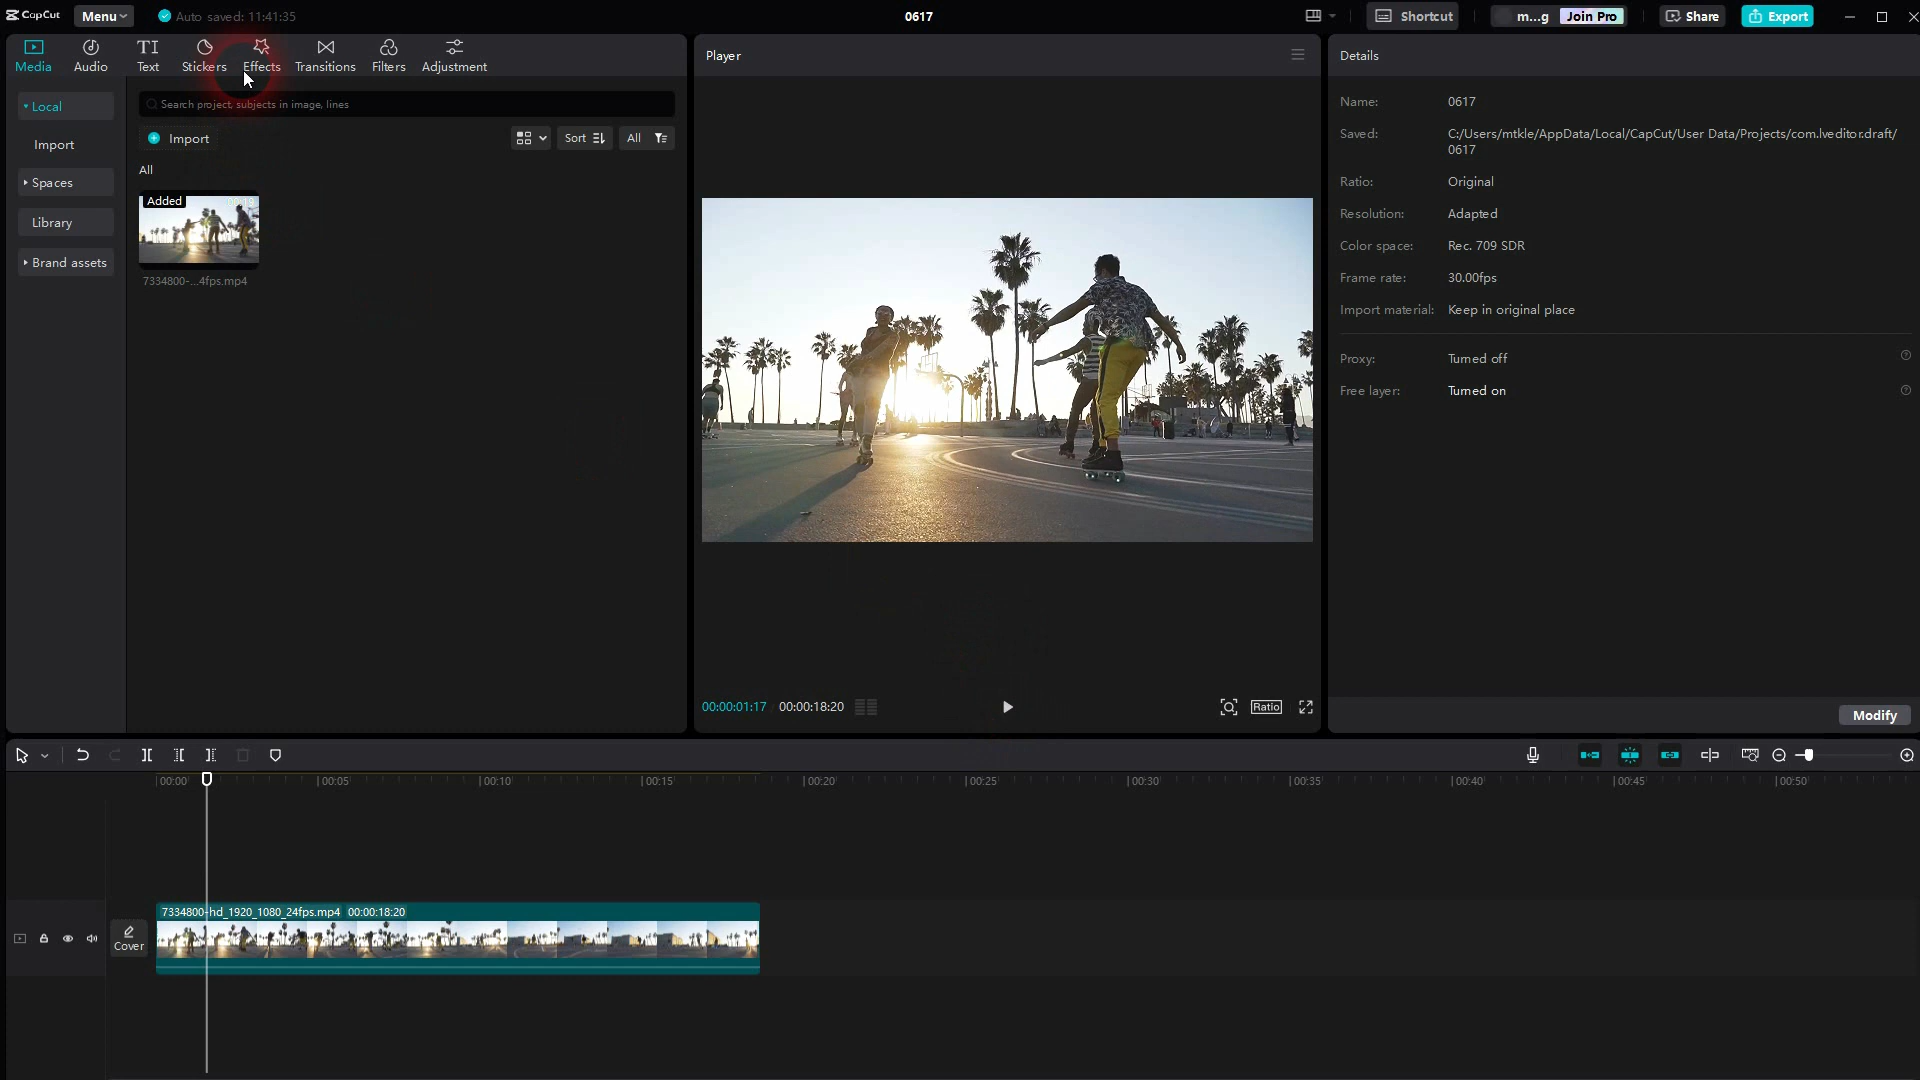 CapCut
Menu
Auto saved: 11:41:35
0617
Shortcut
m...g
Join Pro
Share
Export
Media
Audio
Text
Stickers
Effects
Transitions
Filters
Adjustment
Local
Import
Spaces
Library
Brand assets
Search project, subjects in image, lines
Import
Sort
All
All
Added
7334800-...4fps.mp4
Player
00:00:01:17
00:00:18:20
Ratio
Details
Name: 0617
Saved: C:/Users/mtkle/AppData/Local/CapCut/User Data/Projects/com.lveditor.draft/
0617
Ratio: Original
Resolution: Adapted
Color space: Rec. 709 SDR
Frame rate: 30.00fps
Import material: Keep in original place
Proxy: Turned off
Free layer: Turned on
Modify
00:00
00:05
00:10
00:15
00:20
00:25
00:30
00:35
00:40
00:45
00:50
Cover
7334800-hd_1920_1080_24fps.mp4 00:00:18:20